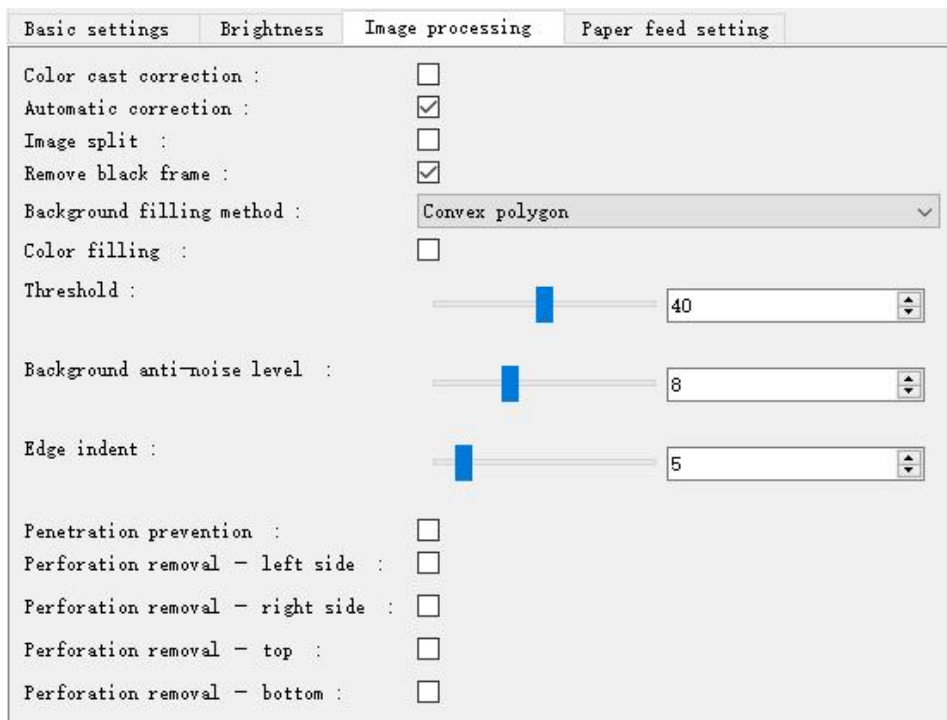 Basic settings Brightness Image processing Paper feed setting
Color cast correction :
Automatic correction :
Image split :
Remove black frame :
Background filling method : Convex polygon
Color filling :
Threshold : 40
Background anti-noise level : 8
Edge indent : 5
Penetration prevention :
Perforation removal — left side :
Perforation removal — right side :
Perforation removal — top :
Perforation removal — bottom :